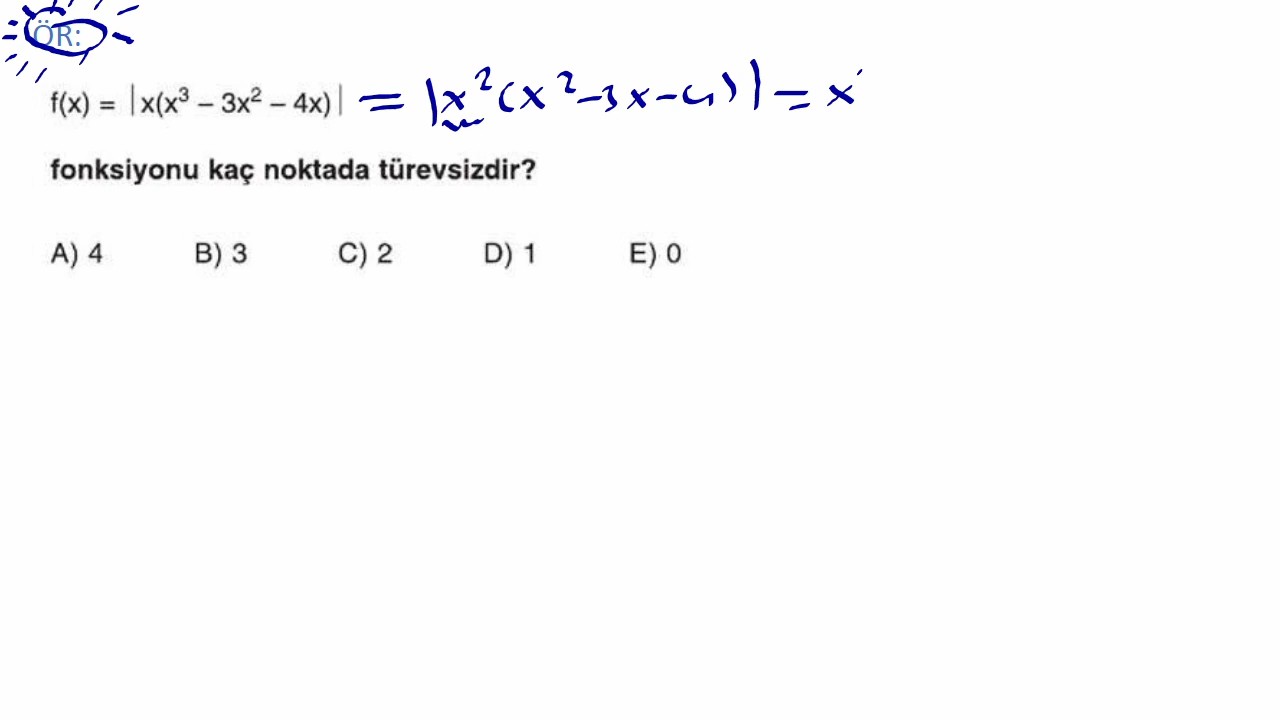 ÖR:
f(x) = |x(x³ – 3x² – 4x)| = |x²(x²-3x-4)| = x
fonksiyonu kaç noktada türevsizdir?
A) 4 B) 3 C) 2 D) 1 E) 0